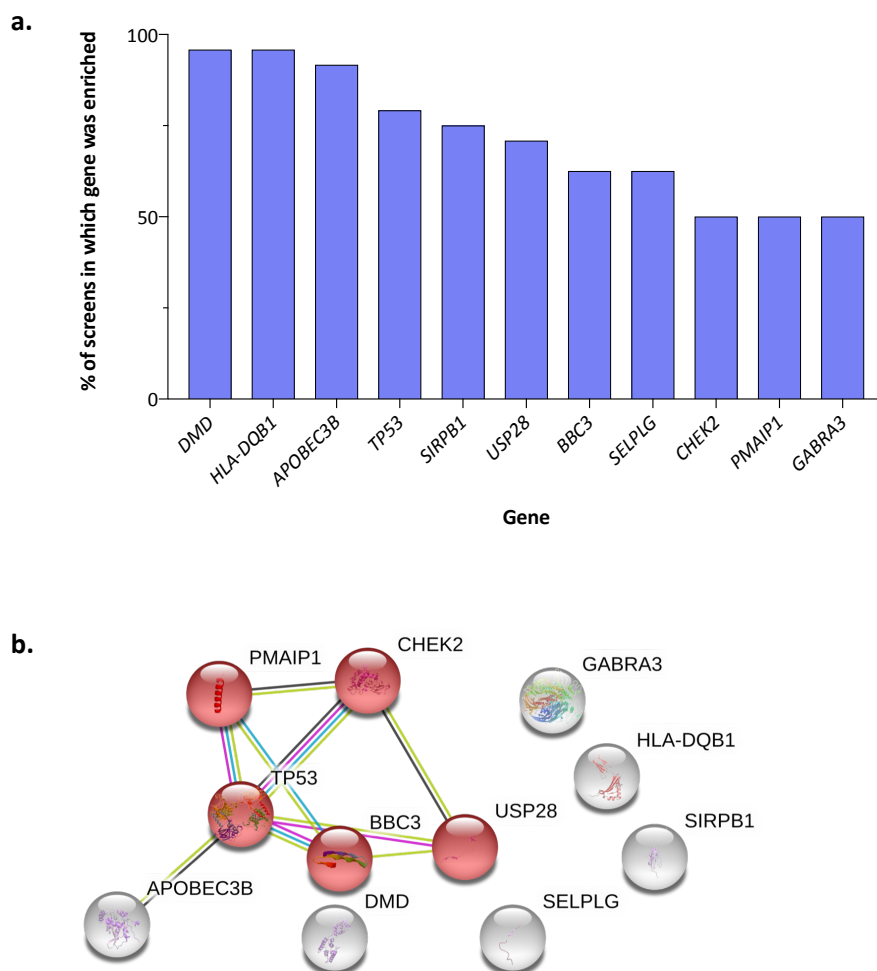 a.
% of screens in which gene was enriched
100
50
0
DMD
HLA-DQB1
APOBEC3B
TP53
SIRPB1
USP28
BBC3
SELPLG
CHEK2
PMAIP1
GABRA3
Gene
b.
PMAIP1
CHEK2
GABRA3
HLA-DQB1
TP53
BBC3
USP28
SIRPB1
APOBEC3B
DMD
SELPLG